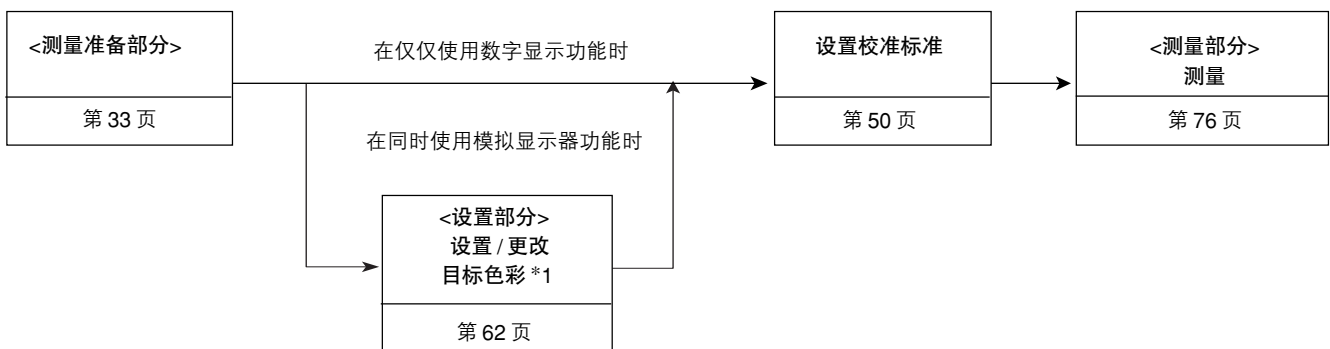 <测量准备部分>
第 33 页
在仅仅使用数字显示功能时
在同时使用模拟显示器功能时
<设置部分>
设置 / 更改
目标色彩 *1
第 62 页
设置校准标准
第 50 页
<测量部分>
测量
第 76 页